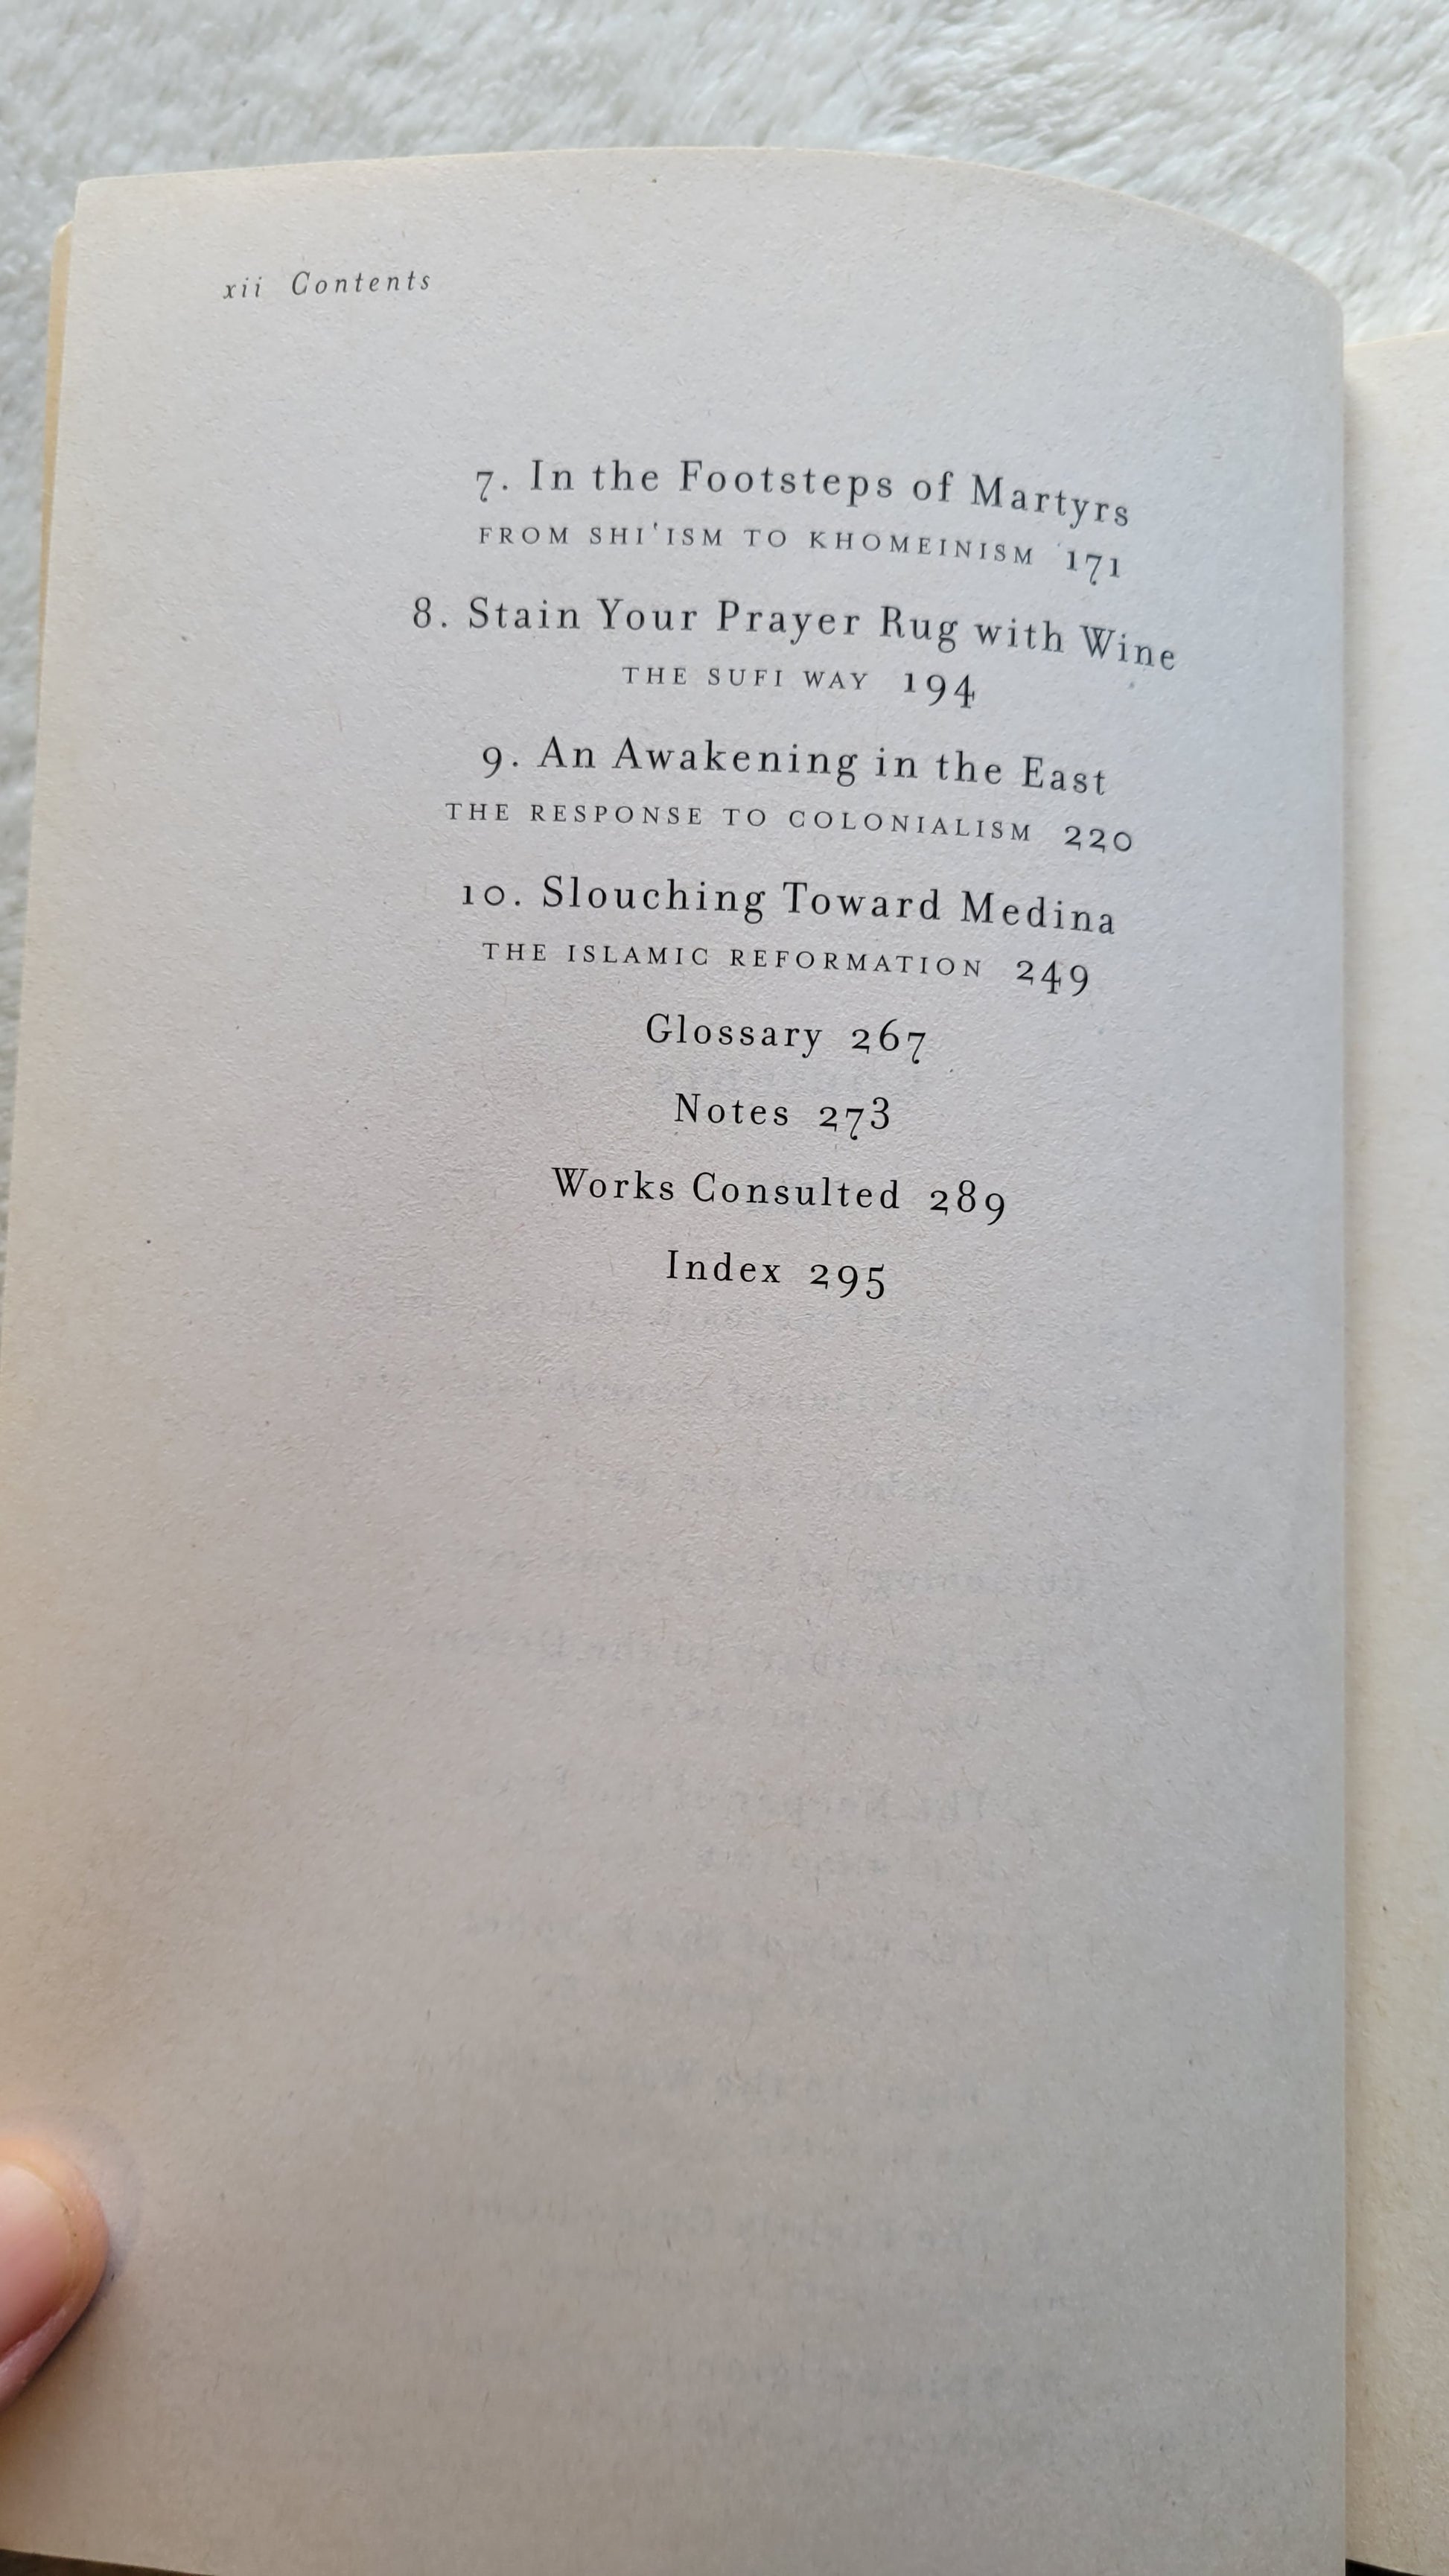 xii Contents
7. In the Footsteps of Martyrs
FROM SHI'ISM TO KHOMEINISM 171
8. Stain Your Prayer Rug with Wine
THE SUFI WAY 194
9. An Awakening in the East
THE RESPONSE TO COLONIALISM 220
10. Slouching Toward Medina
THE ISLAMIC REFORMATION 249
Glossary 267
Notes 273
Works Consulted 289
Index 295